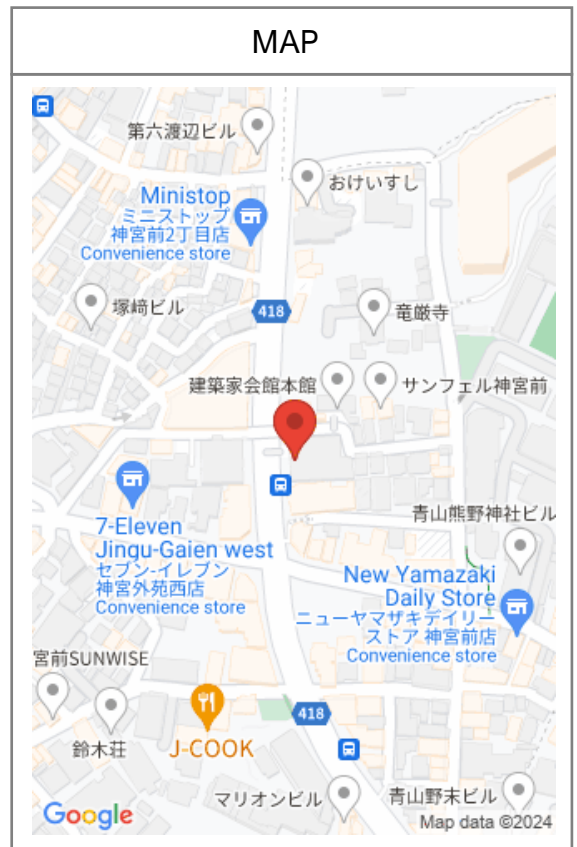 MAP
第六渡辺ビル
おけいすし
Ministop
ミニストップ
神宮前2丁目店
Convenience store
418
塚﨑ビル
竜厳寺
建築家会館本館
サンフェル神宮前
7-Eleven
Jingu-Gaien west
セブン-イレブン
神宮外苑西店
Convenience store
青山熊野神社ビル
New Yamazaki
Daily Store
ニューヤマザキデイリー
ストア 神宮前店
Convenience store
宮前SUNWISE
鈴木荘
J-COOK
418
マリオンビル
青山野末ビル
Google
Map data ©2024